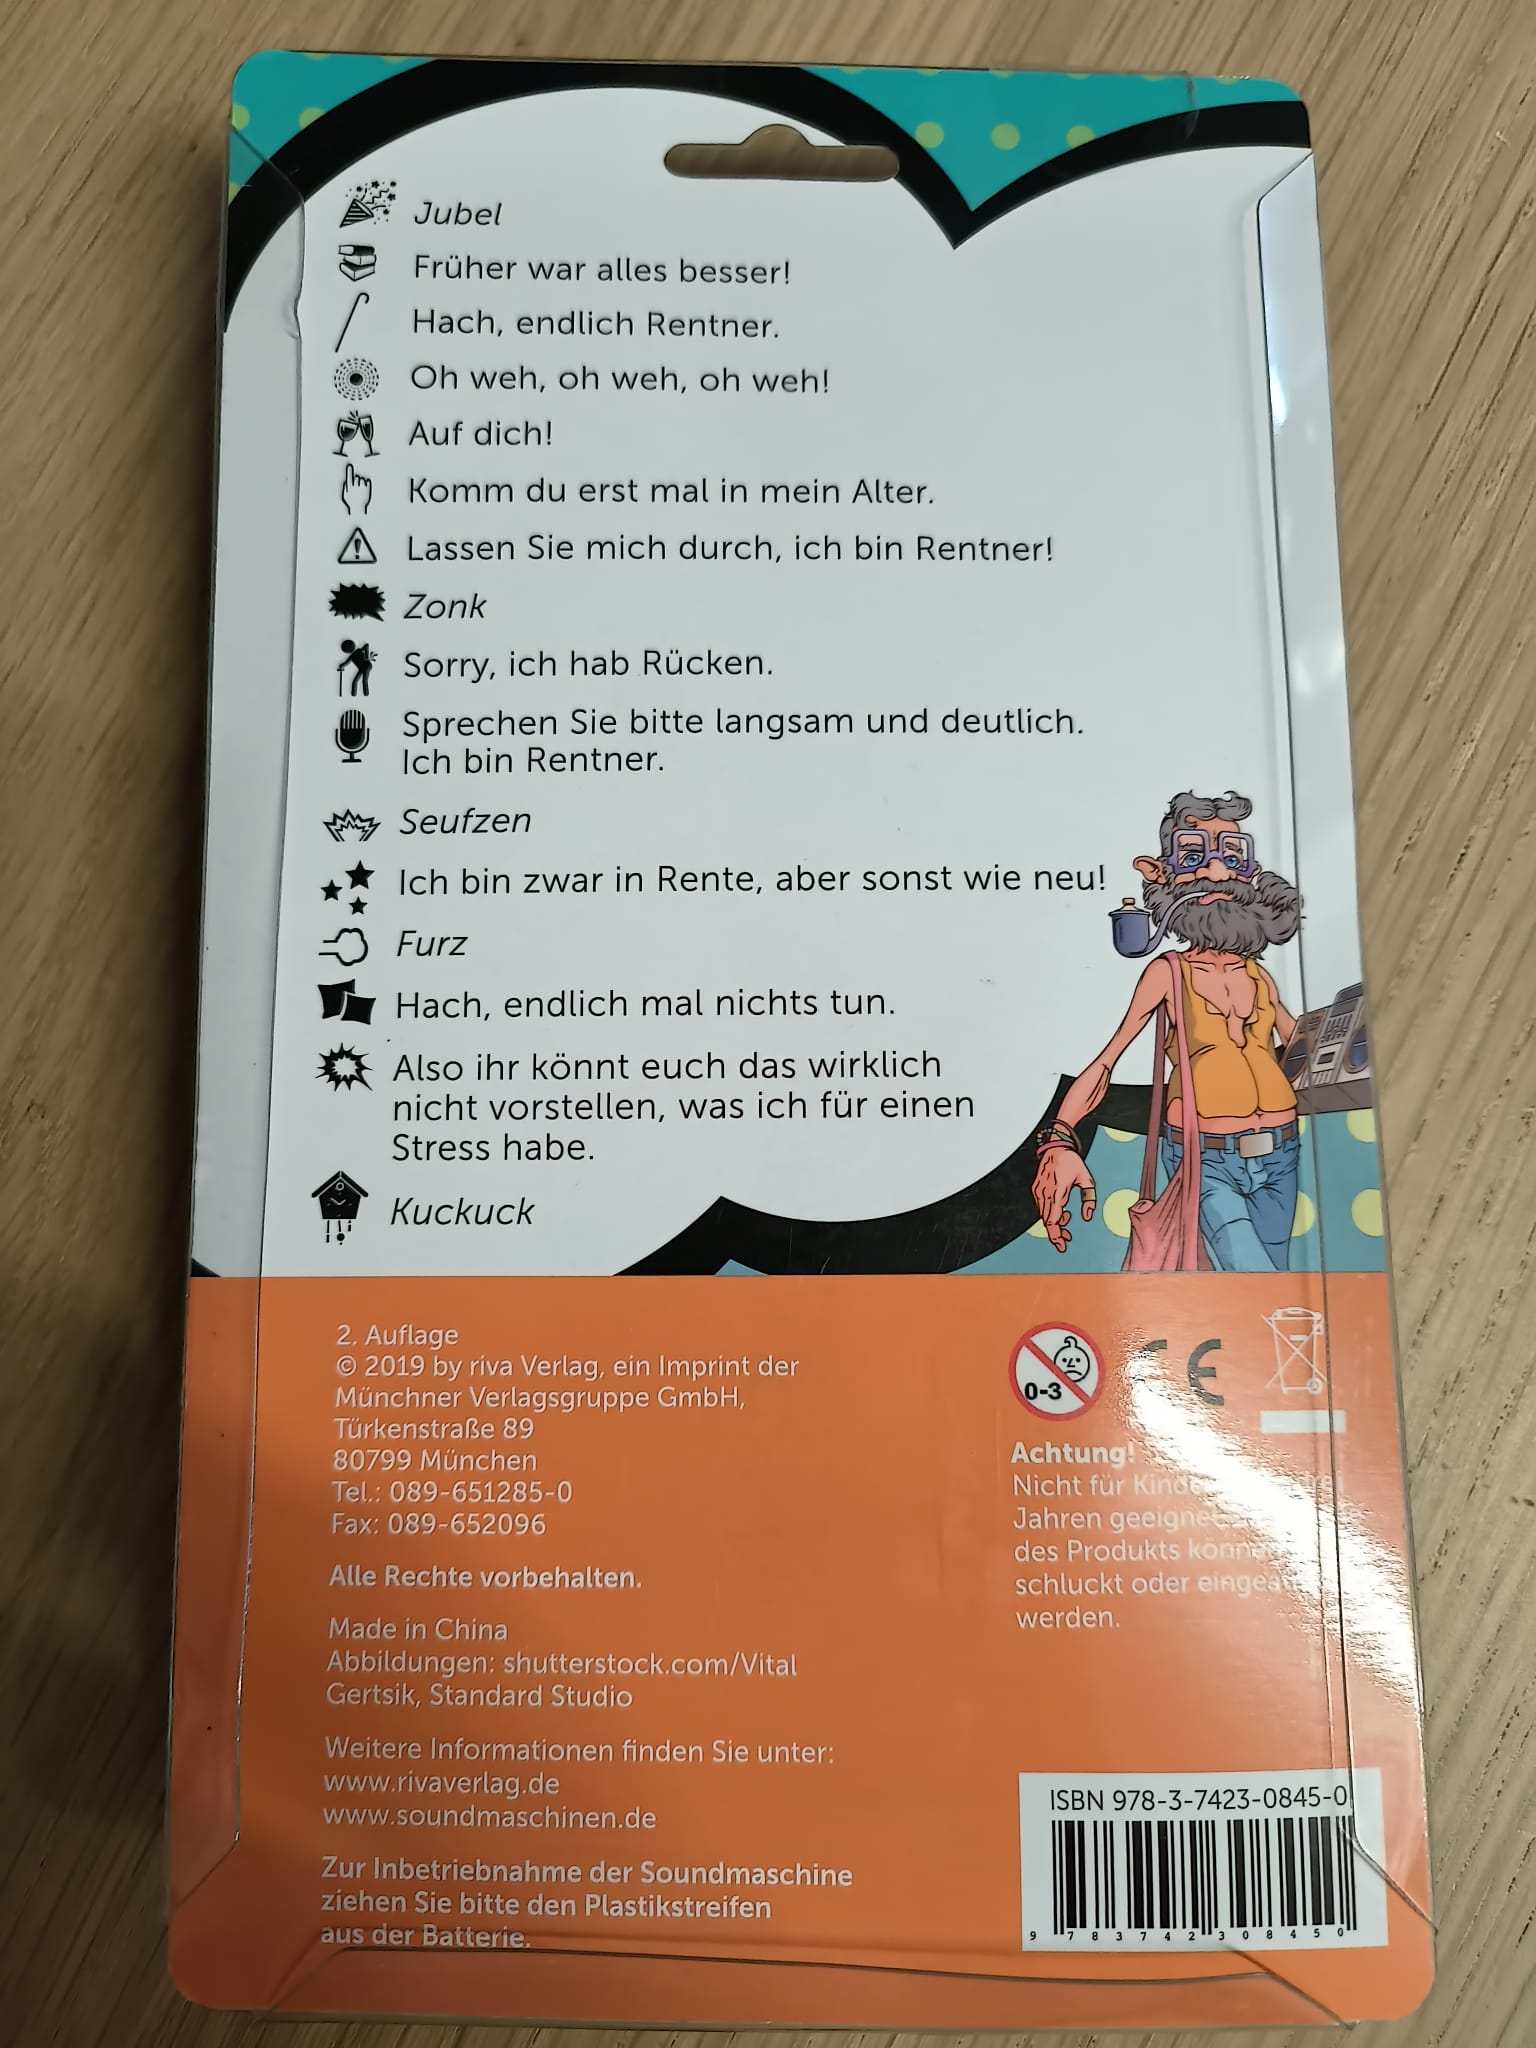 Jubel
Früher war alles besser!
Hach, endlich Rentner.
Oh weh, oh weh, oh weh!
Auf dich!
Komm du erst mal in mein Alter.
Lassen Sie mich durch, ich bin Rentner!
Zonk
Sorry, ich hab Rücken.
Sprechen Sie bitte langsam und deutlich.
Ich bin Rentner.
Seufzen
Ich bin zwar in Rente, aber sonst wie neu!
Furz
Hach, endlich mal nichts tun.
Also ihr könnt euch das wirklich
nicht vorstellen, was ich für einen
Stress habe.
Kuckuck
2. Auflage
© 2019 by riva Verlag, ein Imprint der
Münchner Verlagsgruppe GmbH,
Türkenstraße 89
80799 München
Tel.: 089-651285-0
Fax: 089-652096
Alle Rechte vorbehalten.
Made in China
Abbildungen: shutterstock.com/Vital
Gertsik, Standard Studio
Weitere Informationen finden Sie unter:
www.rivaverlag.de
www.soundmaschinen.de
Zur Inbetriebnahme der Soundmaschine
ziehen Sie bitte den Plastikstreifen
aus der Batterie.
0-3
CE
Achtung!
Nicht für
Jahren
des Produkts
schluckt oder
werden.
ISBN 978-3-7423-0845-0
9 783742 308450